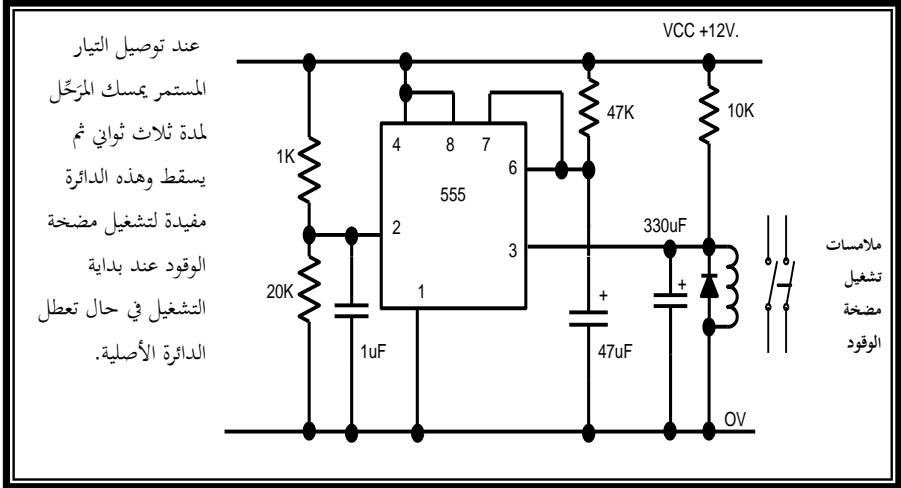 عند توصيل التيار
المستمر يمسك المرَحِّل
لمدة ثلاث ثواني ثم
يسقط وهذه الدائرة
مفيدة لتشغيل مضخة
الوقود عند بداية
التشغيل في حال تعطل
الدائرة الأصلية.
VCC +12V.
47K
10K
1K
4 8 7
6
555
2
3
330uF
20K
1
+
+
1uF
47uF
OV
ملامسات
تشغيل
مضخة
الوقود